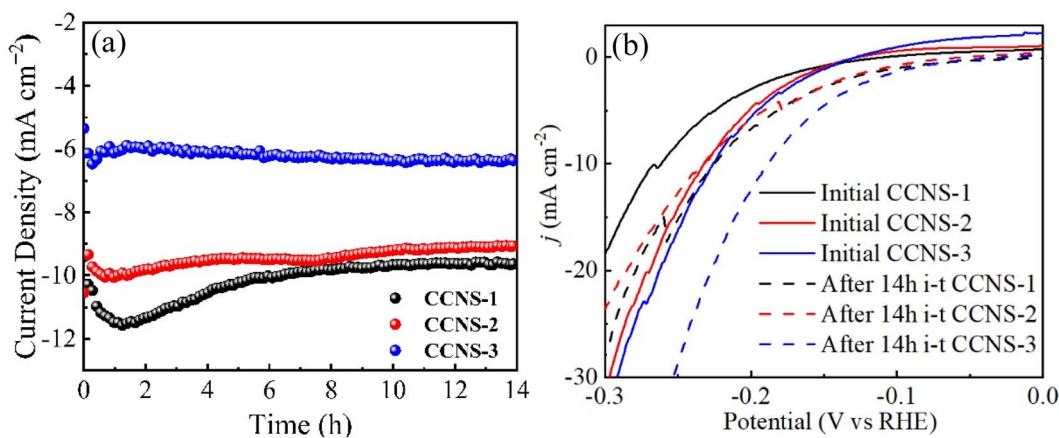 (a)
Current Density (mA cm⁻²)
-2
-4
-6
-8
-10
-12
0 2 4 6 8 10 12 14
Time (h)
CCNS-1
CCNS-2
CCNS-3
(b)
j (mA cm⁻²)
0
-10
-20
-30
-0.3 -0.2 -0.1 0.0
Potential (V vs RHE)
Initial CCNS-1
Initial CCNS-2
Initial CCNS-3
After 14h i-t CCNS-1
After 14h i-t CCNS-2
After 14h i-t CCNS-3